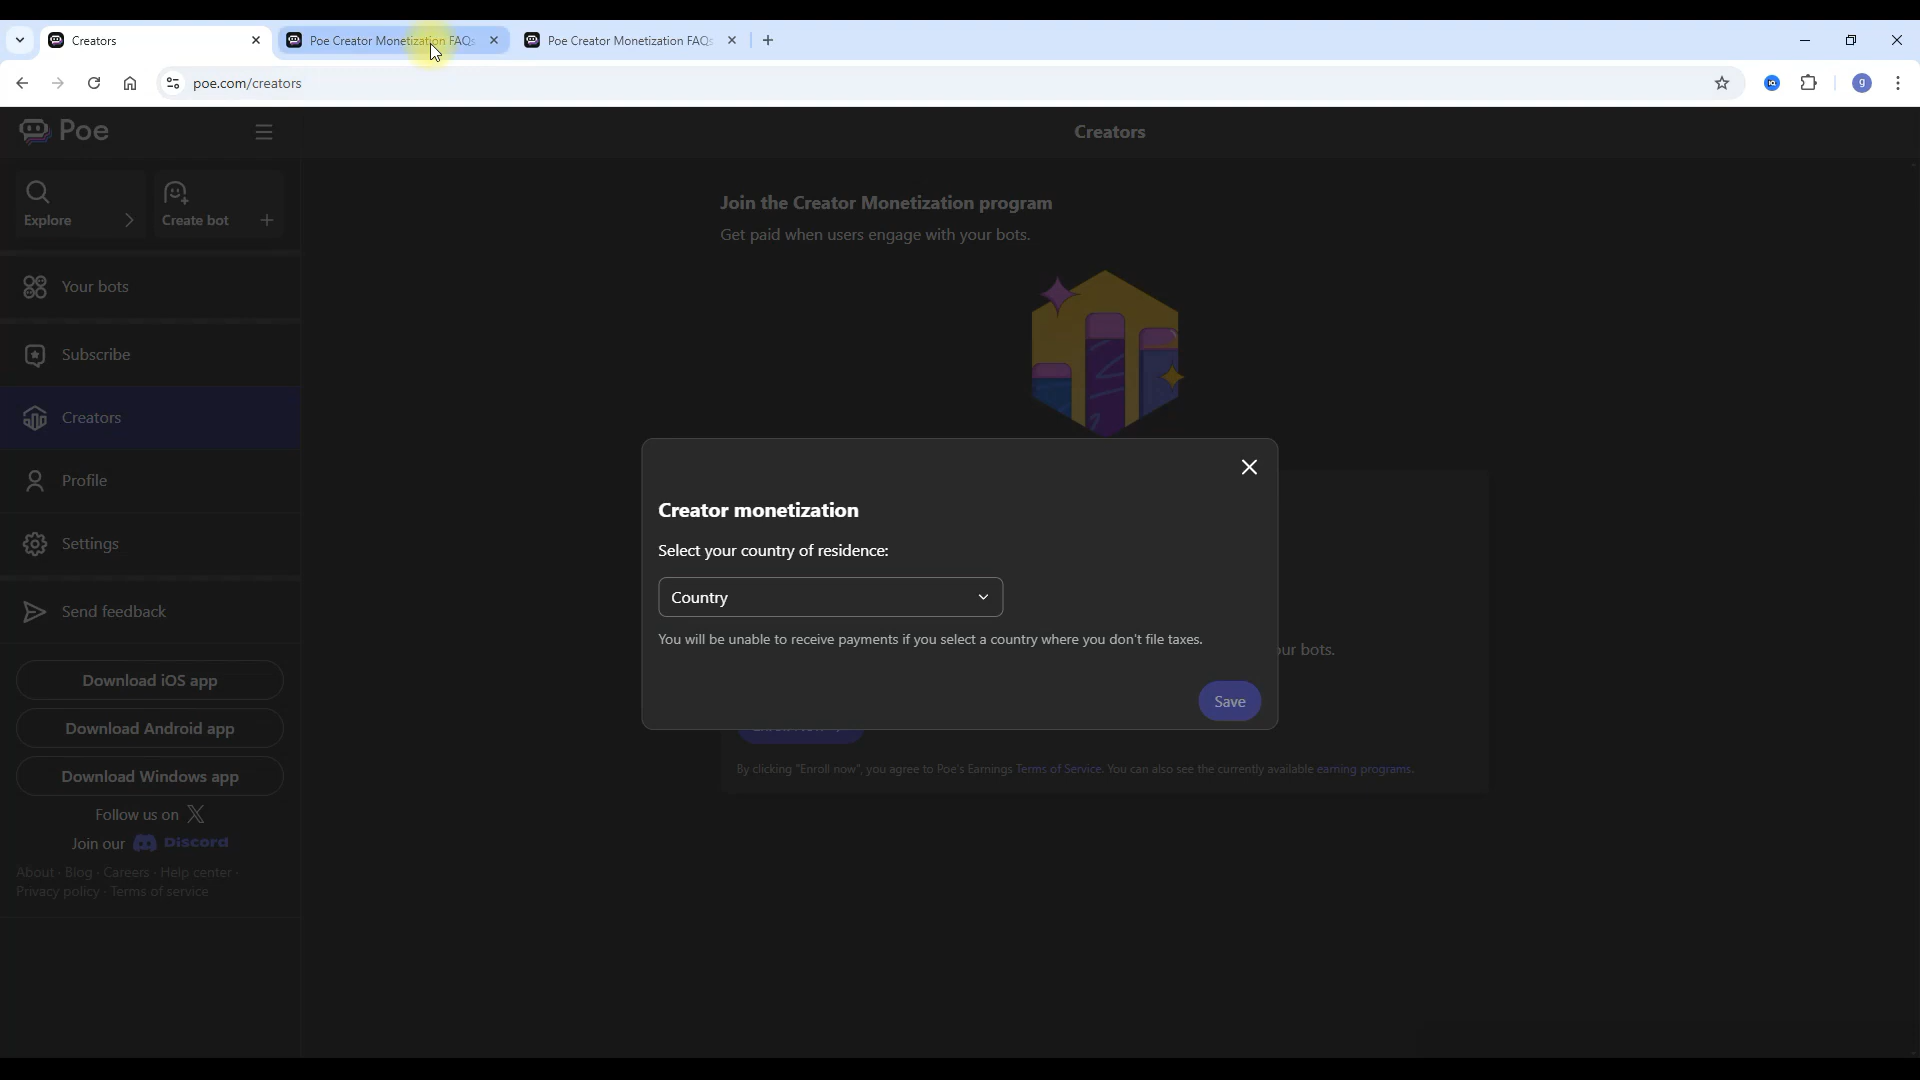 Creators
Poe Creator Monetization FAQs
Poe Creator Monetization FAQs
poe.com/creators
g
Poe
Creators
Explore
Create bot
Your bots
Subscribe
Creators
Profile
Settings
Send feedback
Download iOS app
Download Android app
Download Windows app
Follow us on X
Join our Discord
About · Blog · Careers · Help center ·
Privacy policy · Terms of service
Join the Creator Monetization program
Get paid when users engage with your bots.
Creator monetization
Select your country of residence:
Country
You will be unable to receive payments if you select a country where you don't file taxes.
Save
our bots.
By clicking "Enroll now", you agree to Poe's Earnings Terms of Service. You can also see the currently available earning programs.